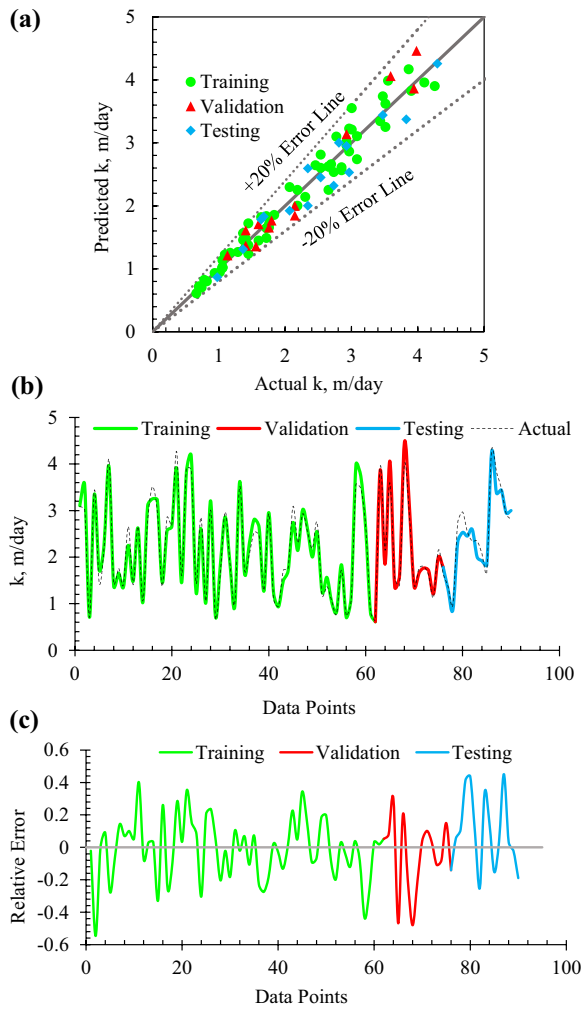 (a)
5
4
3
2
1
0
Predicted k, m/day
Training
Validation
Testing
+20% Error Line
-20% Error Line
0 1 2 3 4 5
Actual k, m/day
(b)
5
4
3
2
1
0
k, m/day
Training Validation Testing Actual
0 20 40 60 80 100
Data Points
(c)
0.6
0.4
0.2
0
-0.2
-0.4
-0.6
Relative Error
Training Validation Testing
0 20 40 60 80 100
Data Points